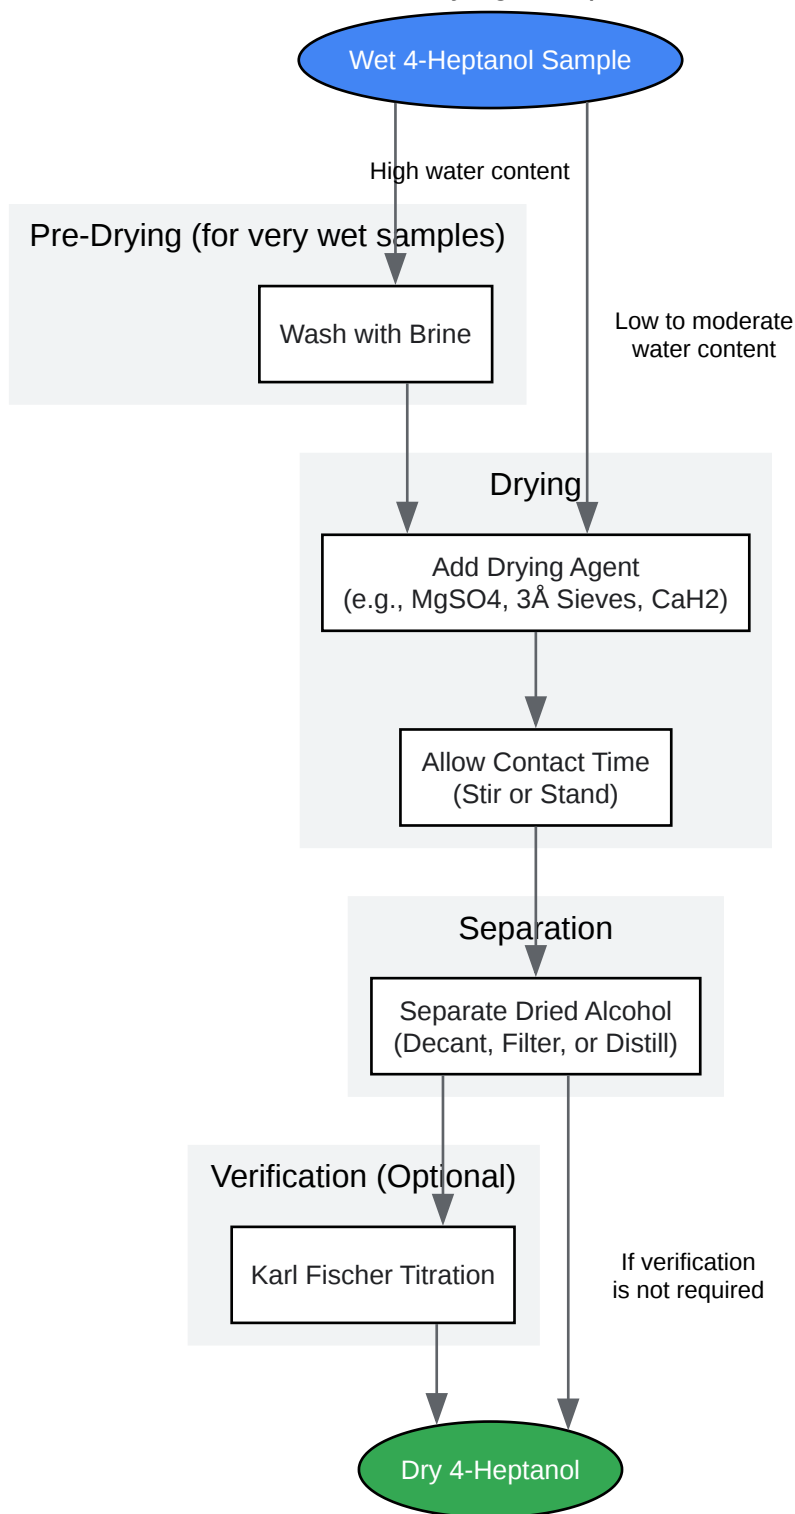 Wet 4-Heptanol Sample
High water content
Pre-Drying (for very wet samples)
Wash with Brine
Low to moderate
water content
Drying
Add Drying Agent
(e.g., MgSO4, 3Å Sieves, CaH2)
Allow Contact Time
(Stir or Stand)
Separation
Separate Dried Alcohol
(Decant, Filter, or Distill)
Verification (Optional)
Karl Fischer Titration
If verification
is not required
Dry 4-Heptanol